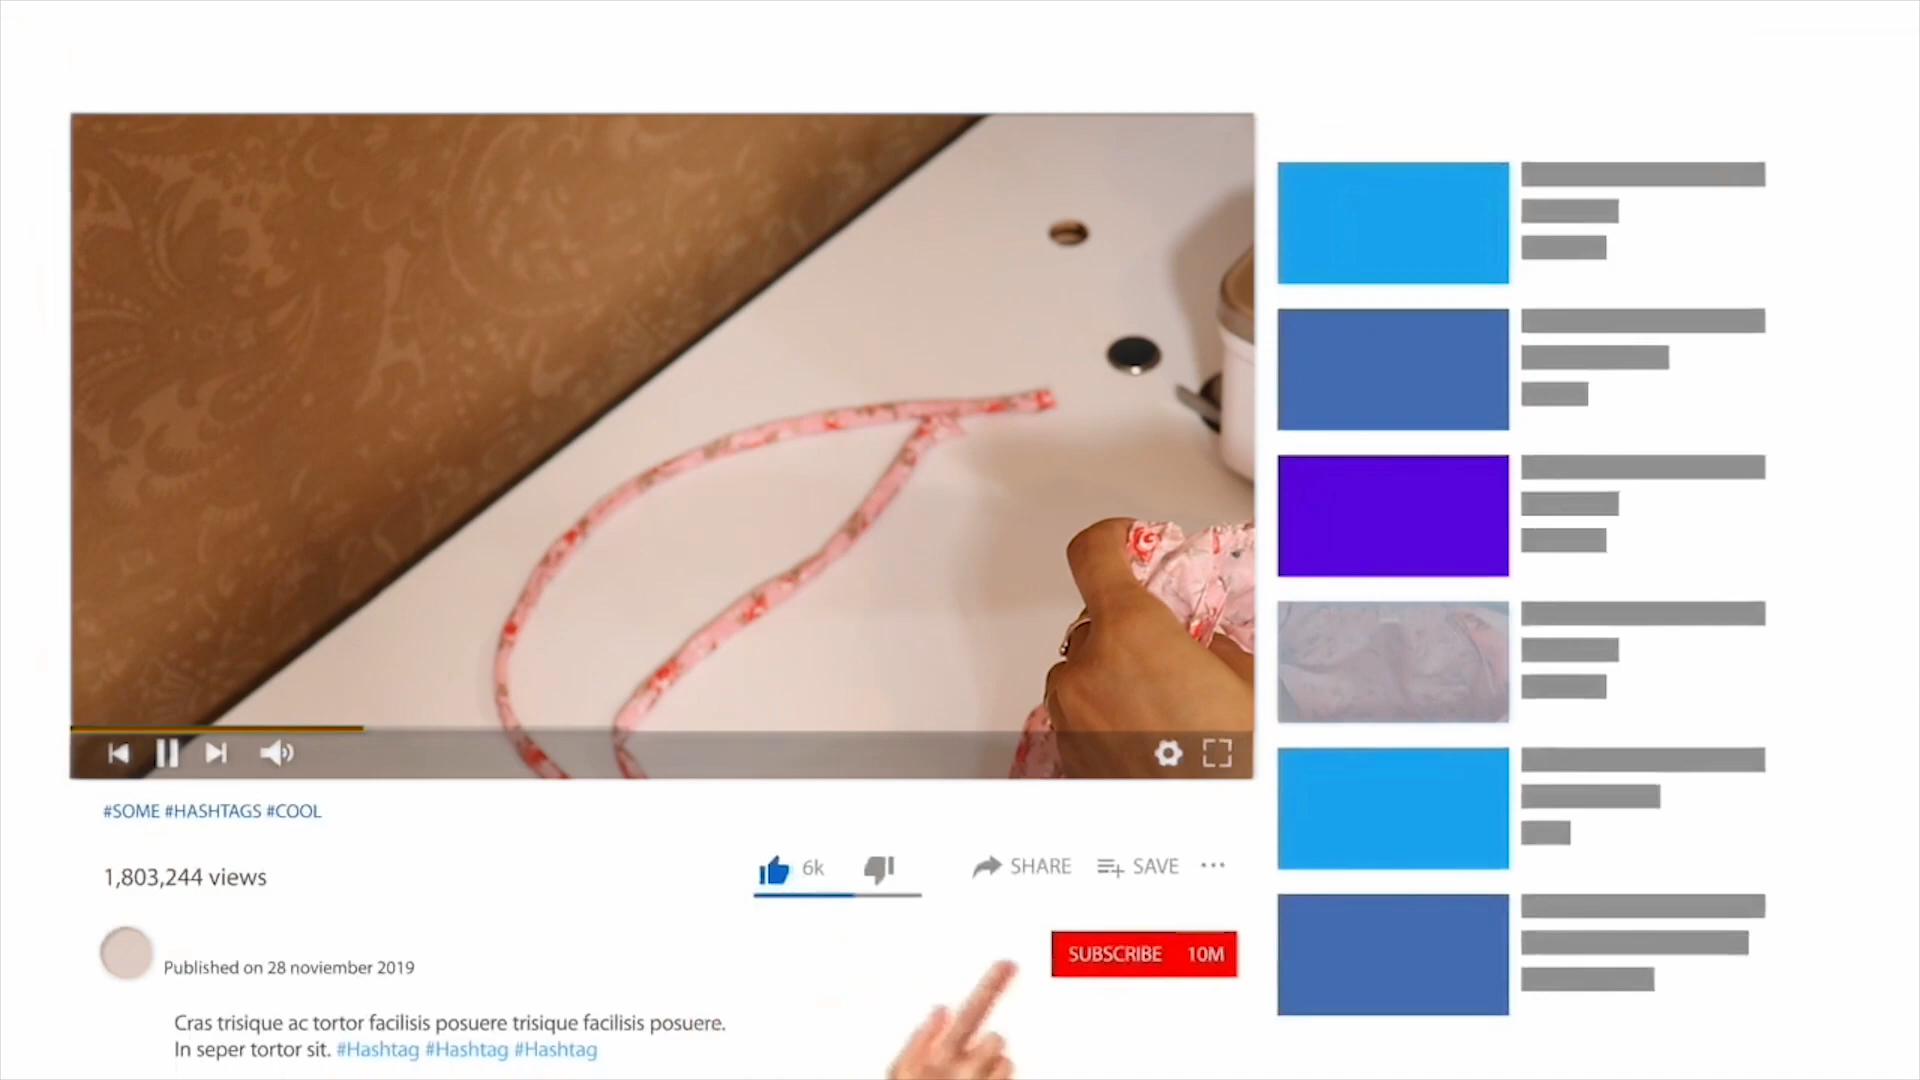 #SOME #HASHTAGS #COOL
1,803,244 views
6k
SHARE
SAVE
SUBSCRIBE 10M
Published on 28 noviember 2019
Cras trisique ac tortor facilisis posuere trisique facilisis posuere.
In seper tortor sit. #Hashtag #Hashtag #Hashtag